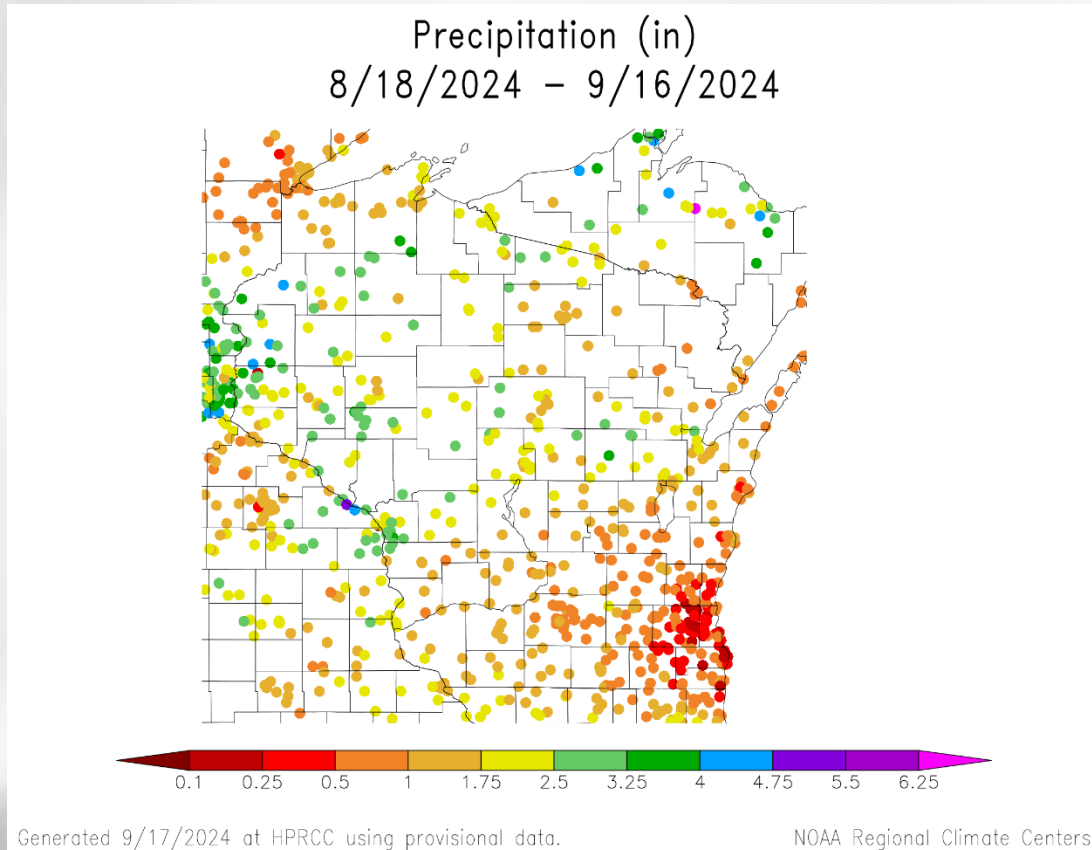 Precipitation (in)
8/18/2024 – 9/16/2024
0.1 0.25 0.5 1 1.75 2.5 3.25 4 4.75 5.5 6.25
Generated 9/17/2024 at HPRCC using provisional data. NOAA Regional Climate Centers